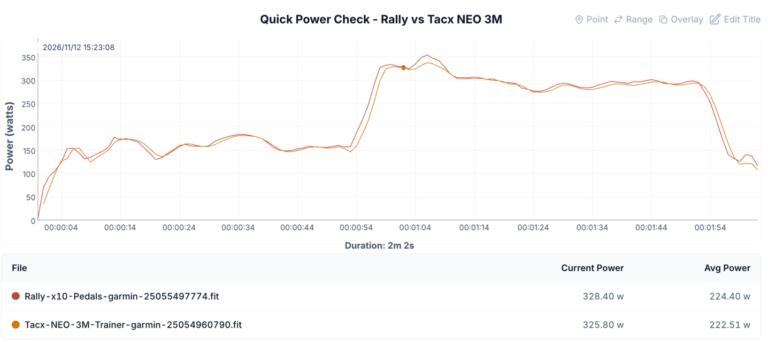 Quick Power Check - Rally vs Tacx NEO 3M
Point Range Overlay Edit Title
2026/11/12 15:23:08
350
300
250
200
150
100
50
0
Power (watts)
00:00:04 00:00:14 00:00:24 00:00:34 00:00:44 00:00:54 00:01:04 00:01:14 00:01:24 00:01:34 00:01:44 00:01:54
Duration: 2m 2s
File Current Power Avg Power
Rally-x10-Pedals-garmin-25055497774.fit 328.40 w 224.40 w
Tacx-NEO-3M-Trainer-garmin-25054960790.fit 325.80 w 222.51 w